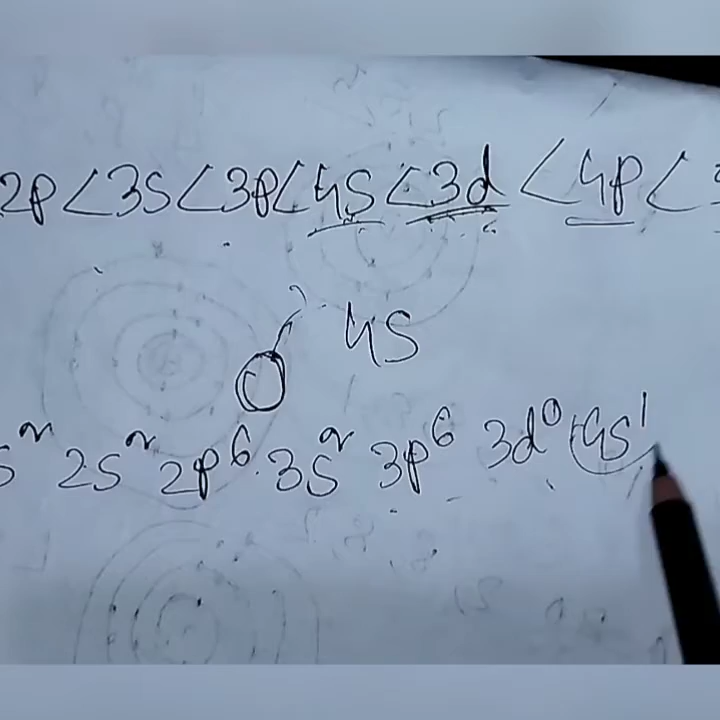 2p<3s<3p<4s<3d<4p<
4s
s² 2s² 2p⁶ 3s² 3p⁶ 3d⁰ 4s¹